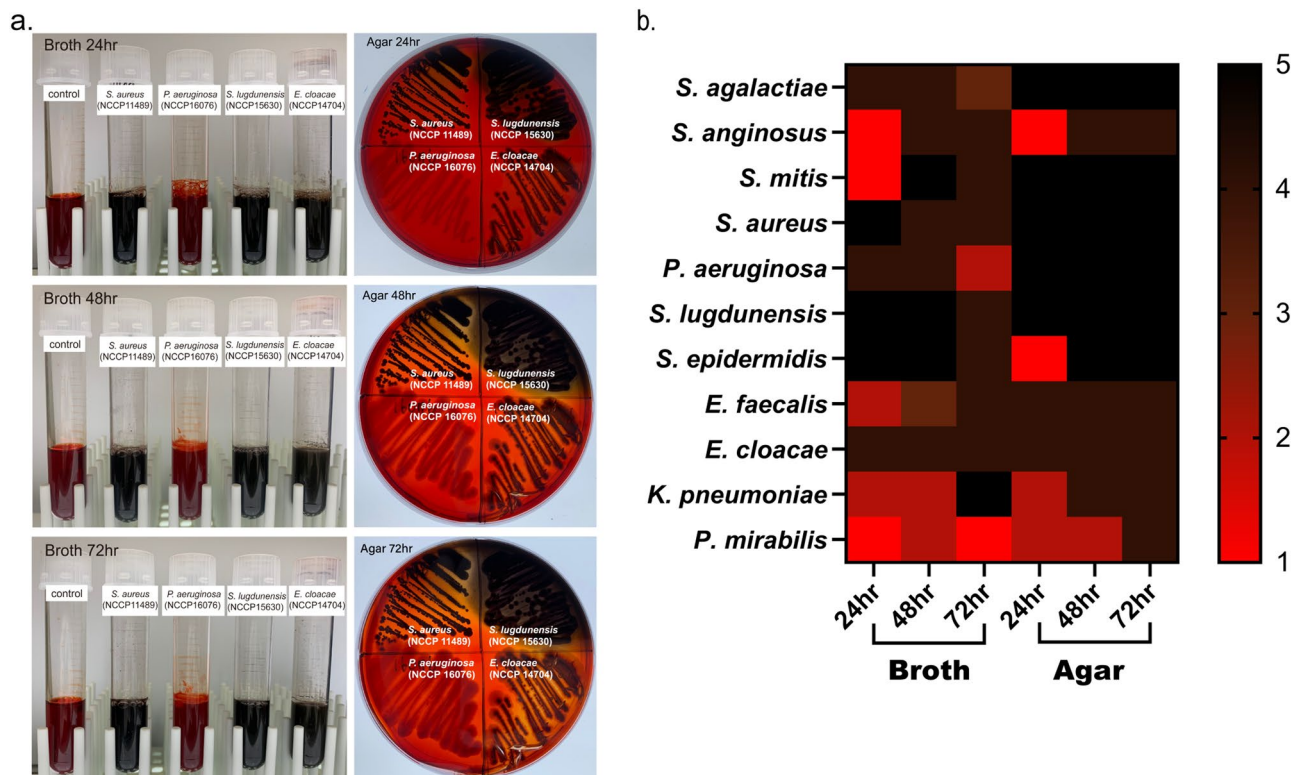 a.
Broth 24hr
control
S. aureus
(NCCP11489)
P. aeruginosa
(NCCP16076)
S. lugdunensis
(NCCP15630)
E. cloacae
(NCCP14704)
Agar 24hr
S. aureus
(NCCP 11489)
S. lugdunensis
(NCCP 15630)
P. aeruginosa
(NCCP 16076)
E. cloacae
(NCCP 14704)
Broth 48hr
control
S. aureus
(NCCP11489)
P. aeruginosa
(NCCP16076)
S. lugdunensis
(NCCP15630)
E. cloacae
(NCCP14704)
Agar 48hr
S. aureus
(NCCP 11489)
S. lugdunensis
(NCCP 15630)
P. aeruginosa
(NCCP 16076)
E. cloacae
(NCCP 14704)
Broth 72hr
control
S. aureus
(NCCP11489)
P. aeruginosa
(NCCP16076)
S. lugdunensis
(NCCP15630)
E. cloacae
(NCCP14704)
Agar 72hr
S. aureus
(NCCP 11489)
S. lugdunensis
(NCCP 15630)
P. aeruginosa
(NCCP 16076)
E. cloacae
(NCCP 14704)
b.
S. agalactiae
S. anginosus
S. mitis
S. aureus
P. aeruginosa
S. lugdunensis
S. epidermidis
E. faecalis
E. cloacae
K. pneumoniae
P. mirabilis
24hr
48hr
72hr
24hr
48hr
72hr
Broth
Agar
5
4
3
2
1